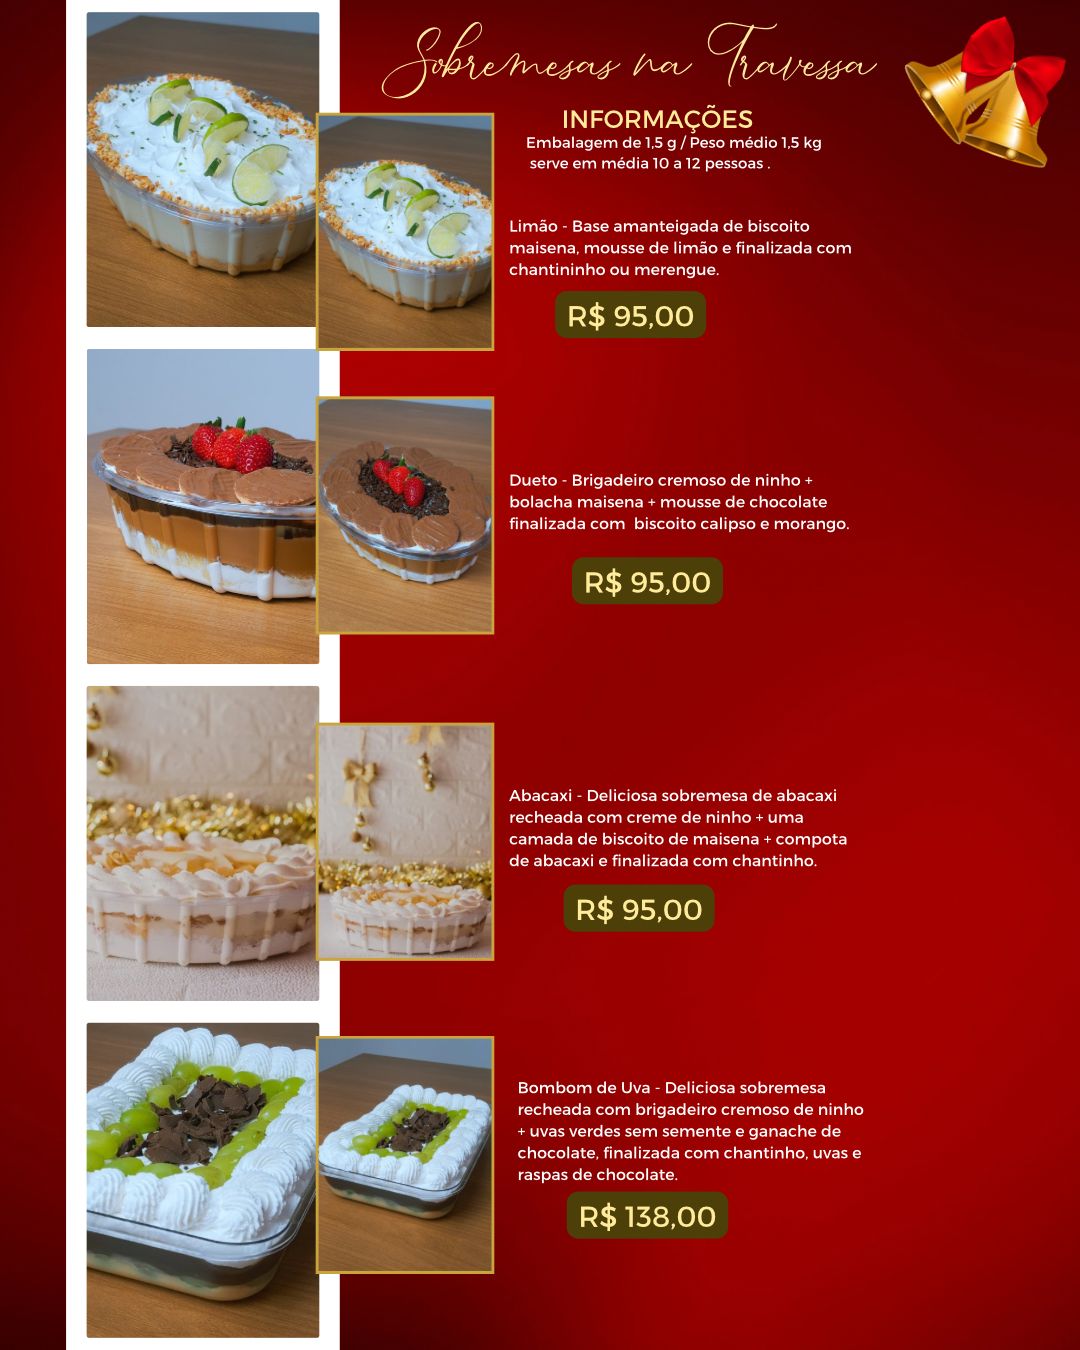 Sobremesas na Travessa
INFORMAÇÕES
Embalagem de 1,5 g / Peso médio 1,5 kg
serve em média 10 a 12 pessoas .
Limão - Base amanteigada de biscoito
maisena, mousse de limão e finalizada com
chantininho ou merengue.
R$ 95,00
Dueto - Brigadeiro cremoso de ninho +
bolacha maisena + mousse de chocolate
finalizada com  biscoito calipso e morango.
R$ 95,00
Abacaxi - Deliciosa sobremesa de abacaxi
recheada com creme de ninho + uma
camada de biscoito de maisena + compota
de abacaxi e finalizada com chantinho.
R$ 95,00
Bombom de Uva - Deliciosa sobremesa
recheada com brigadeiro cremoso de ninho
+ uvas verdes sem semente e ganache de
chocolate, finalizada com chantinho, uvas e
raspas de chocolate.
R$ 138,00